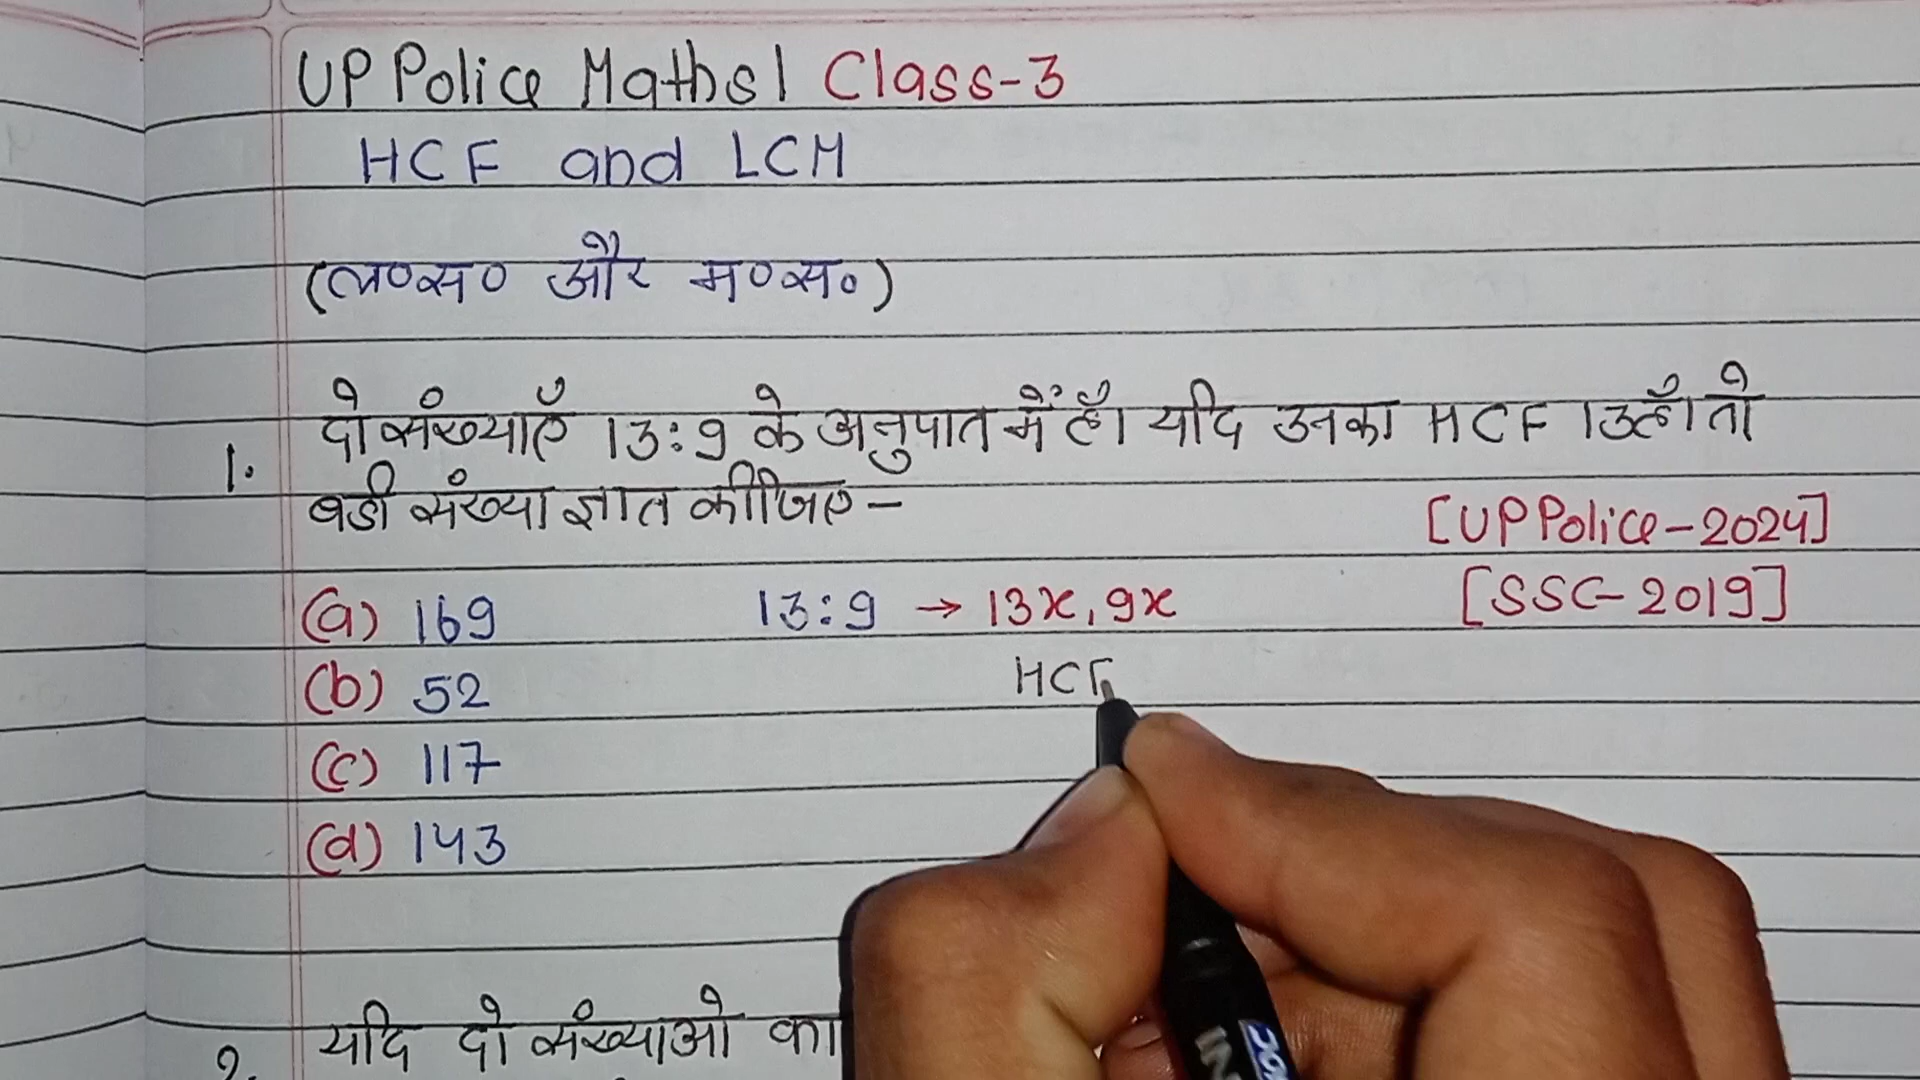 UP Police Maths| Class-3
HCF and LCM
(ल०स० और म०स०)
1. दो संख्याएँ 13:9 के अनुपात में है। यदि उनका HCF 13 है। तो
बडी संख्या ज्ञात कीजिए-
[UP Police-2024]
(a) 169 13:9 → 13x, 9x [SSC-2019]
(b) 52 HCF
(c) 117
(d) 143
2. यदि दो संख्याओ का